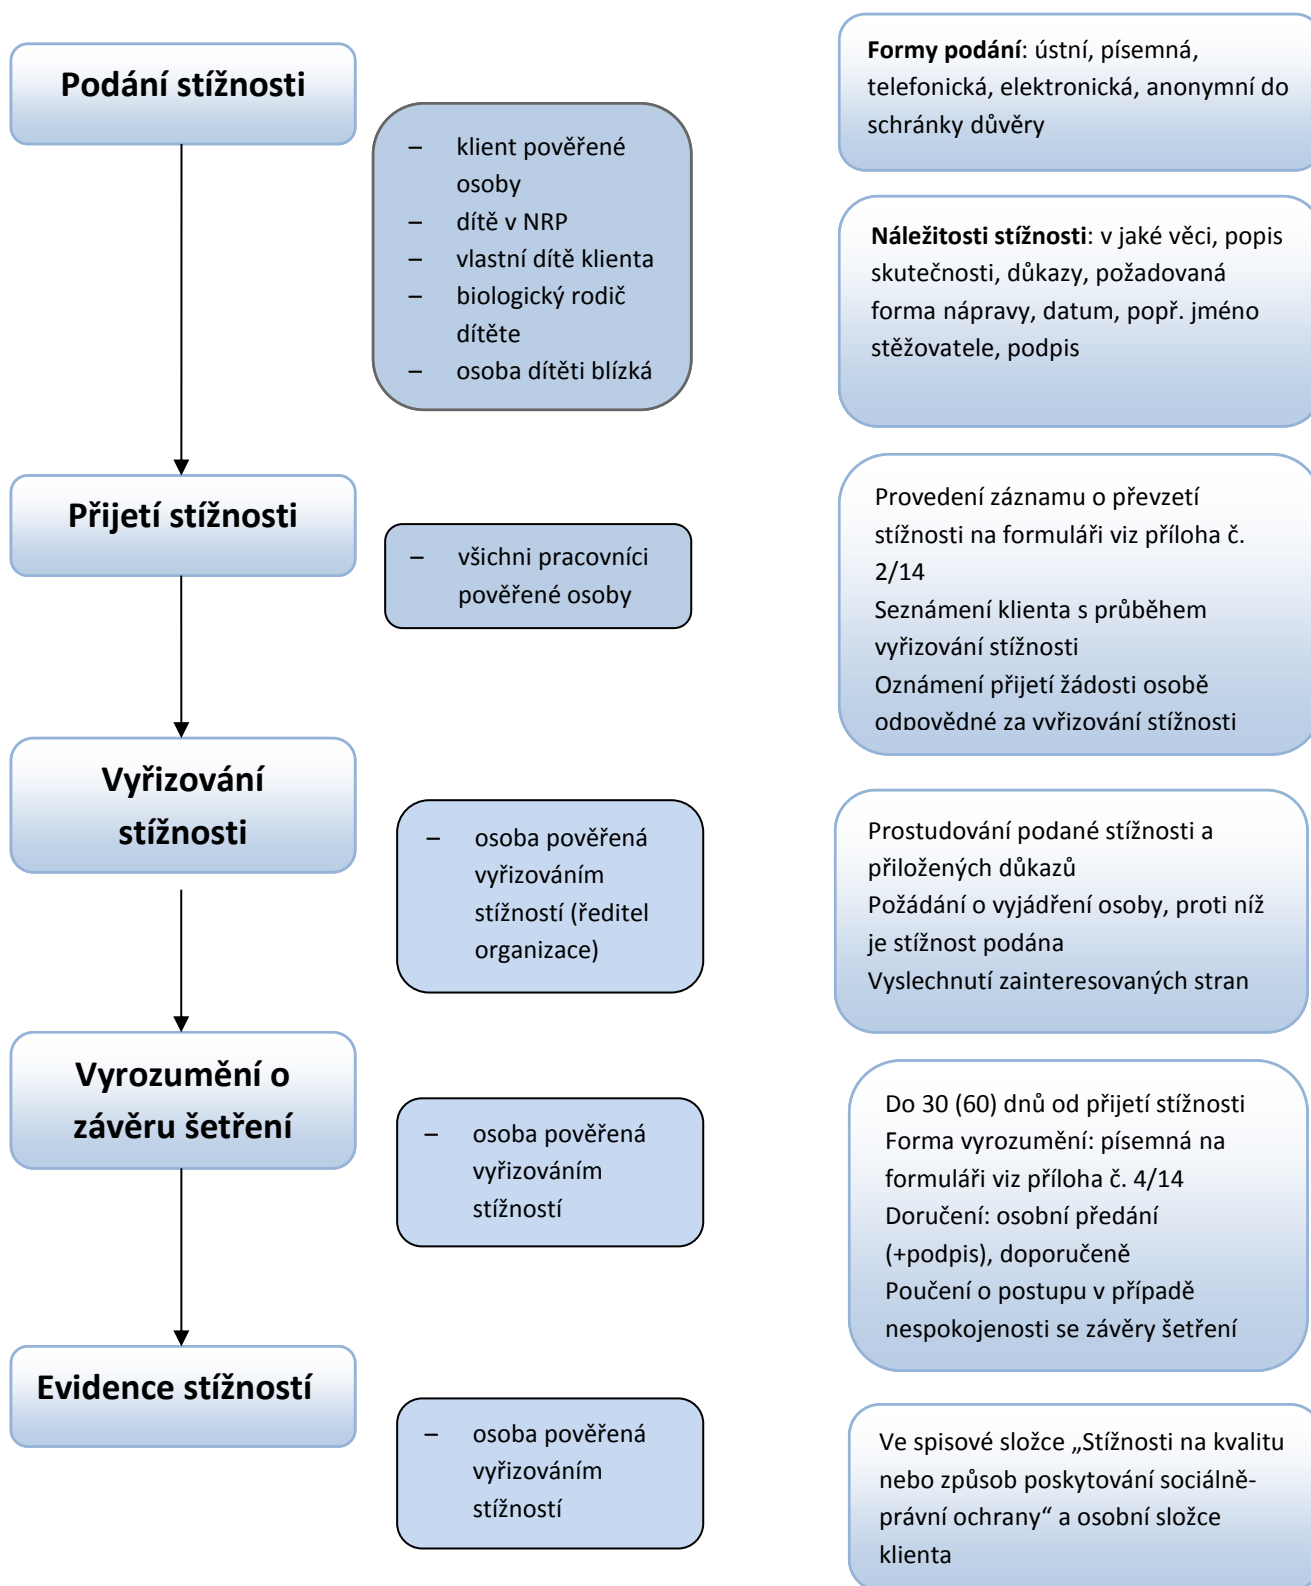 Podání stížnosti
– klient pověřené
osoby
– dítě v NRP
– vlastní dítě klienta
– biologický rodič
dítěte
– osoba dítěti blízká
Formy podání: ústní, písemná,
telefonická, elektronická, anonymní do
schránky důvěry
Náležitosti stížnosti: v jaké věci, popis
skutečnosti, důkazy, požadovaná
forma nápravy, datum, popř. jméno
stěžovatele, podpis
Přijetí stížnosti
– všichni pracovníci
pověřené osoby
Provedení záznamu o převzetí
stížnosti na formuláři viz příloha č.
2/14
Seznámení klienta s průběhem
vyřizování stížnosti
Oznámení přijetí žádosti osobě
odpovědné za vyřizování stížnosti
Vyřizování
stížnosti
– osoba pověřená
vyřizováním
stížností (ředitel
organizace)
Prostudování podané stížnosti a
přiložených důkazů
Požádání o vyjádření osoby, proti níž
je stížnost podána
Vyslechnutí zainteresovaných stran
Vyrozumění o
závěru šetření
– osoba pověřená
vyřizováním
stížností
Do 30 (60) dnů od přijetí stížnosti
Forma vyrozumění: písemná na
formuláři viz příloha č. 4/14
Doručení: osobní předání
(+podpis), doporučeně
Poučení o postupu v případě
nespokojenosti se závěry šetření
Evidence stížností
– osoba pověřená
vyřizováním
stížností
Ve spisové složce „Stížnosti na kvalitu
nebo způsob poskytování sociálně-
právní ochrany“ a osobní složce
klienta